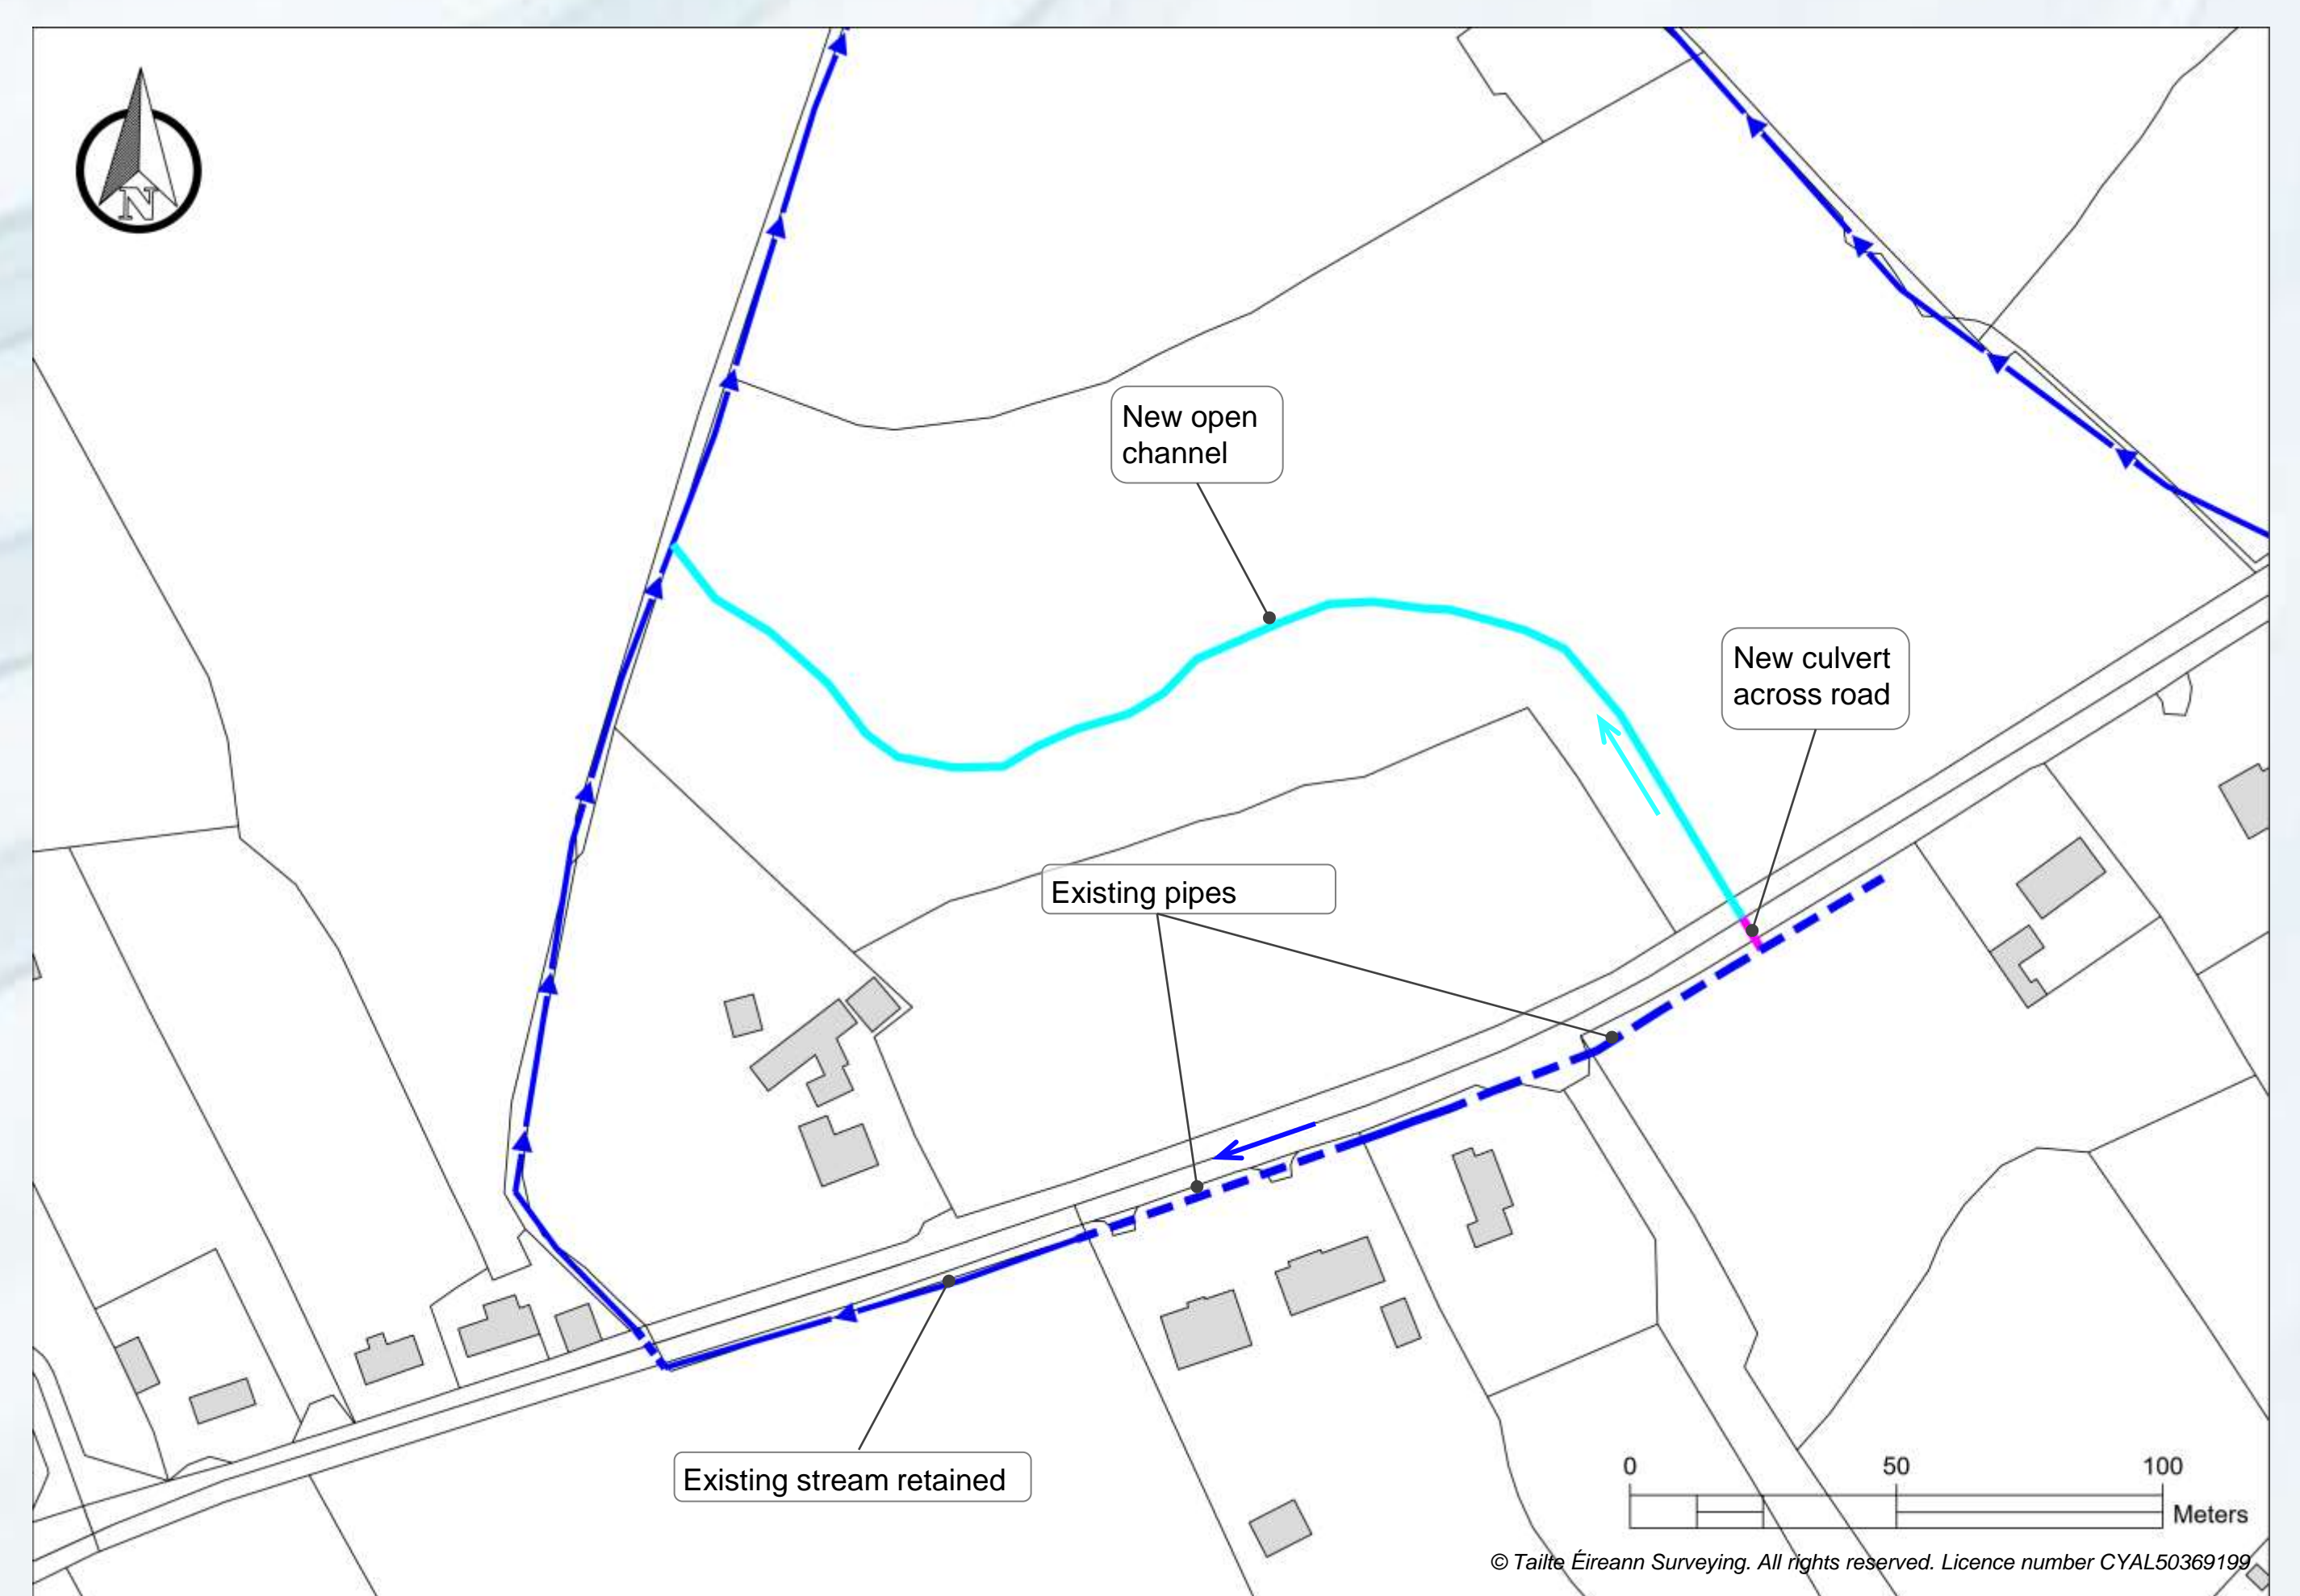 N
New open
channel
New culvert
across road
Existing pipes
Existing stream retained
0 50 100
Meters
© Tailte Éireann Surveying. All rights reserved. Licence number CYAL50369199